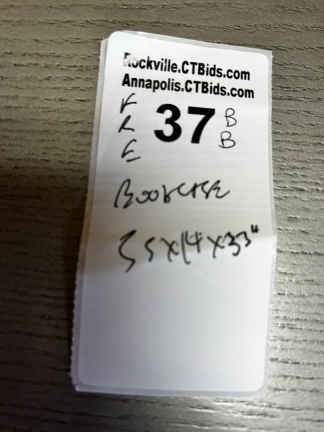 Rockville.CTBids.com
Annapolis.CTBids.com
37
B
B
Bookcase
35x14x33"